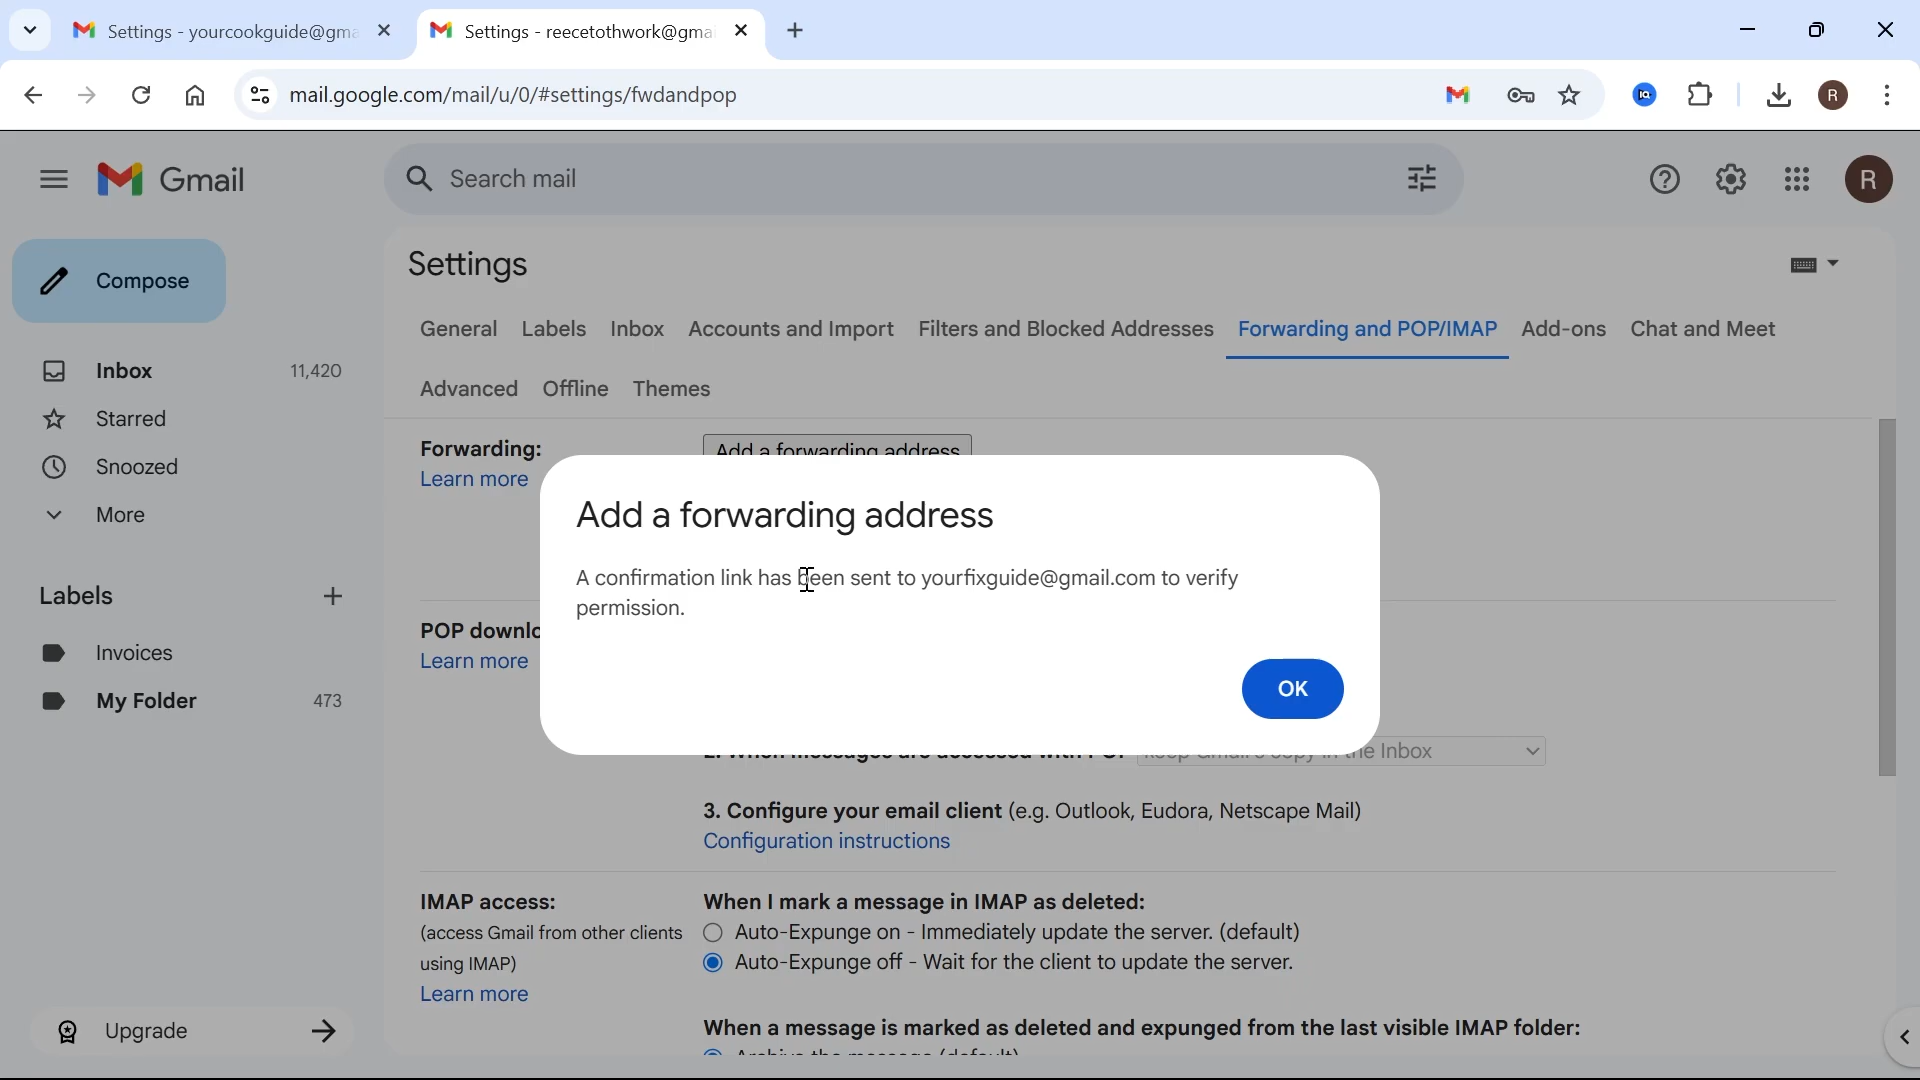 Settings - yourcookguide@gma
Settings - reecetothwork@gmai
mail.google.com/mail/u/0/#settings/fwdandpop
R
Gmail
Search mail
R
Compose
Settings
General Labels Inbox Accounts and Import Filters and Blocked Addresses Forwarding and POP/IMAP Add-ons Chat and Meet
Advanced Offline Themes
Inbox 11,420
Starred
Snoozed
More
Labels
Invoices
My Folder 473
Upgrade
Forwarding:
Learn more
Add a forwarding address
Add a forwarding address
A confirmation link has been sent to yourfixguide@gmail.com to verify
permission.
OK
POP downlo
Learn more
2. When messages are accessed with POP keep Gmail's copy in the Inbox
3. Configure your email client (e.g. Outlook, Eudora, Netscape Mail)
Configuration instructions
IMAP access:
(access Gmail from other clients
using IMAP)
Learn more
When I mark a message in IMAP as deleted:
Auto-Expunge on - Immediately update the server. (default)
Auto-Expunge off - Wait for the client to update the server.
When a message is marked as deleted and expunged from the last visible IMAP folder:
Archive the message (default)